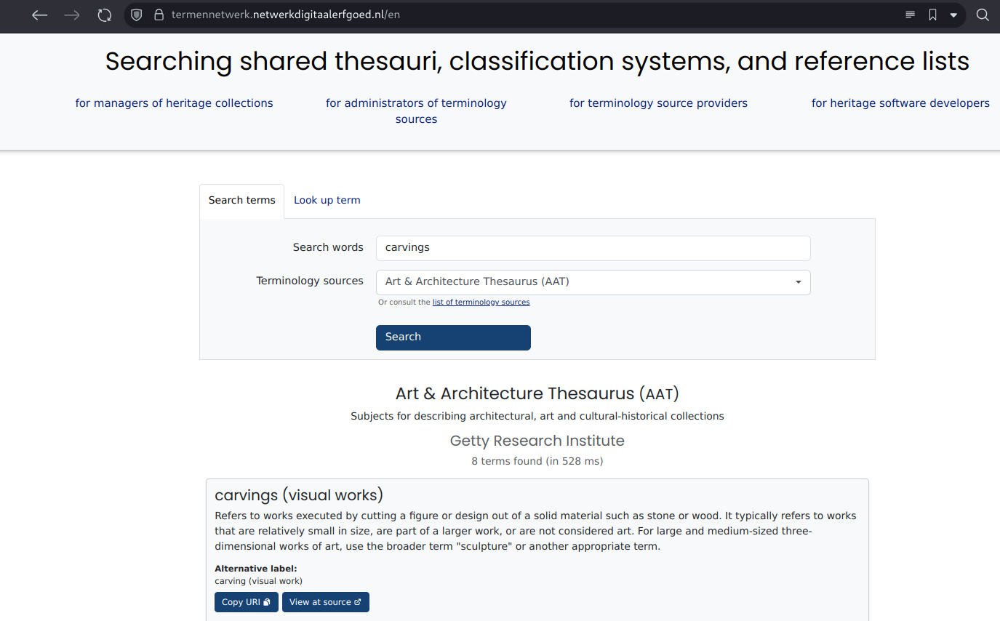 termennetwerk.netwerkdigitaalerfgoed.nl/en
Searching shared thesauri, classification systems, and reference lists
for managers of heritage collections
for administrators of terminology
sources
for terminology source providers
for heritage software developers
Search terms
Look up term
Search words
carvings
Terminology sources
Art & Architecture Thesaurus (AAT)
Or consult the list of terminology sources
Search
Art & Architecture Thesaurus (AAT)
Subjects for describing architectural, art and cultural-historical collections
Getty Research Institute
8 terms found (in 528 ms)
carvings (visual works)
Refers to works executed by cutting a figure or design out of a solid material such as stone or wood. It typically refers to works
that are relatively small in size, are part of a larger work, or are not considered art. For large and medium-sized three-
dimensional works of art, use the broader term "sculpture" or another appropriate term.
Alternative label:
carving (visual work)
Copy URI
View at source